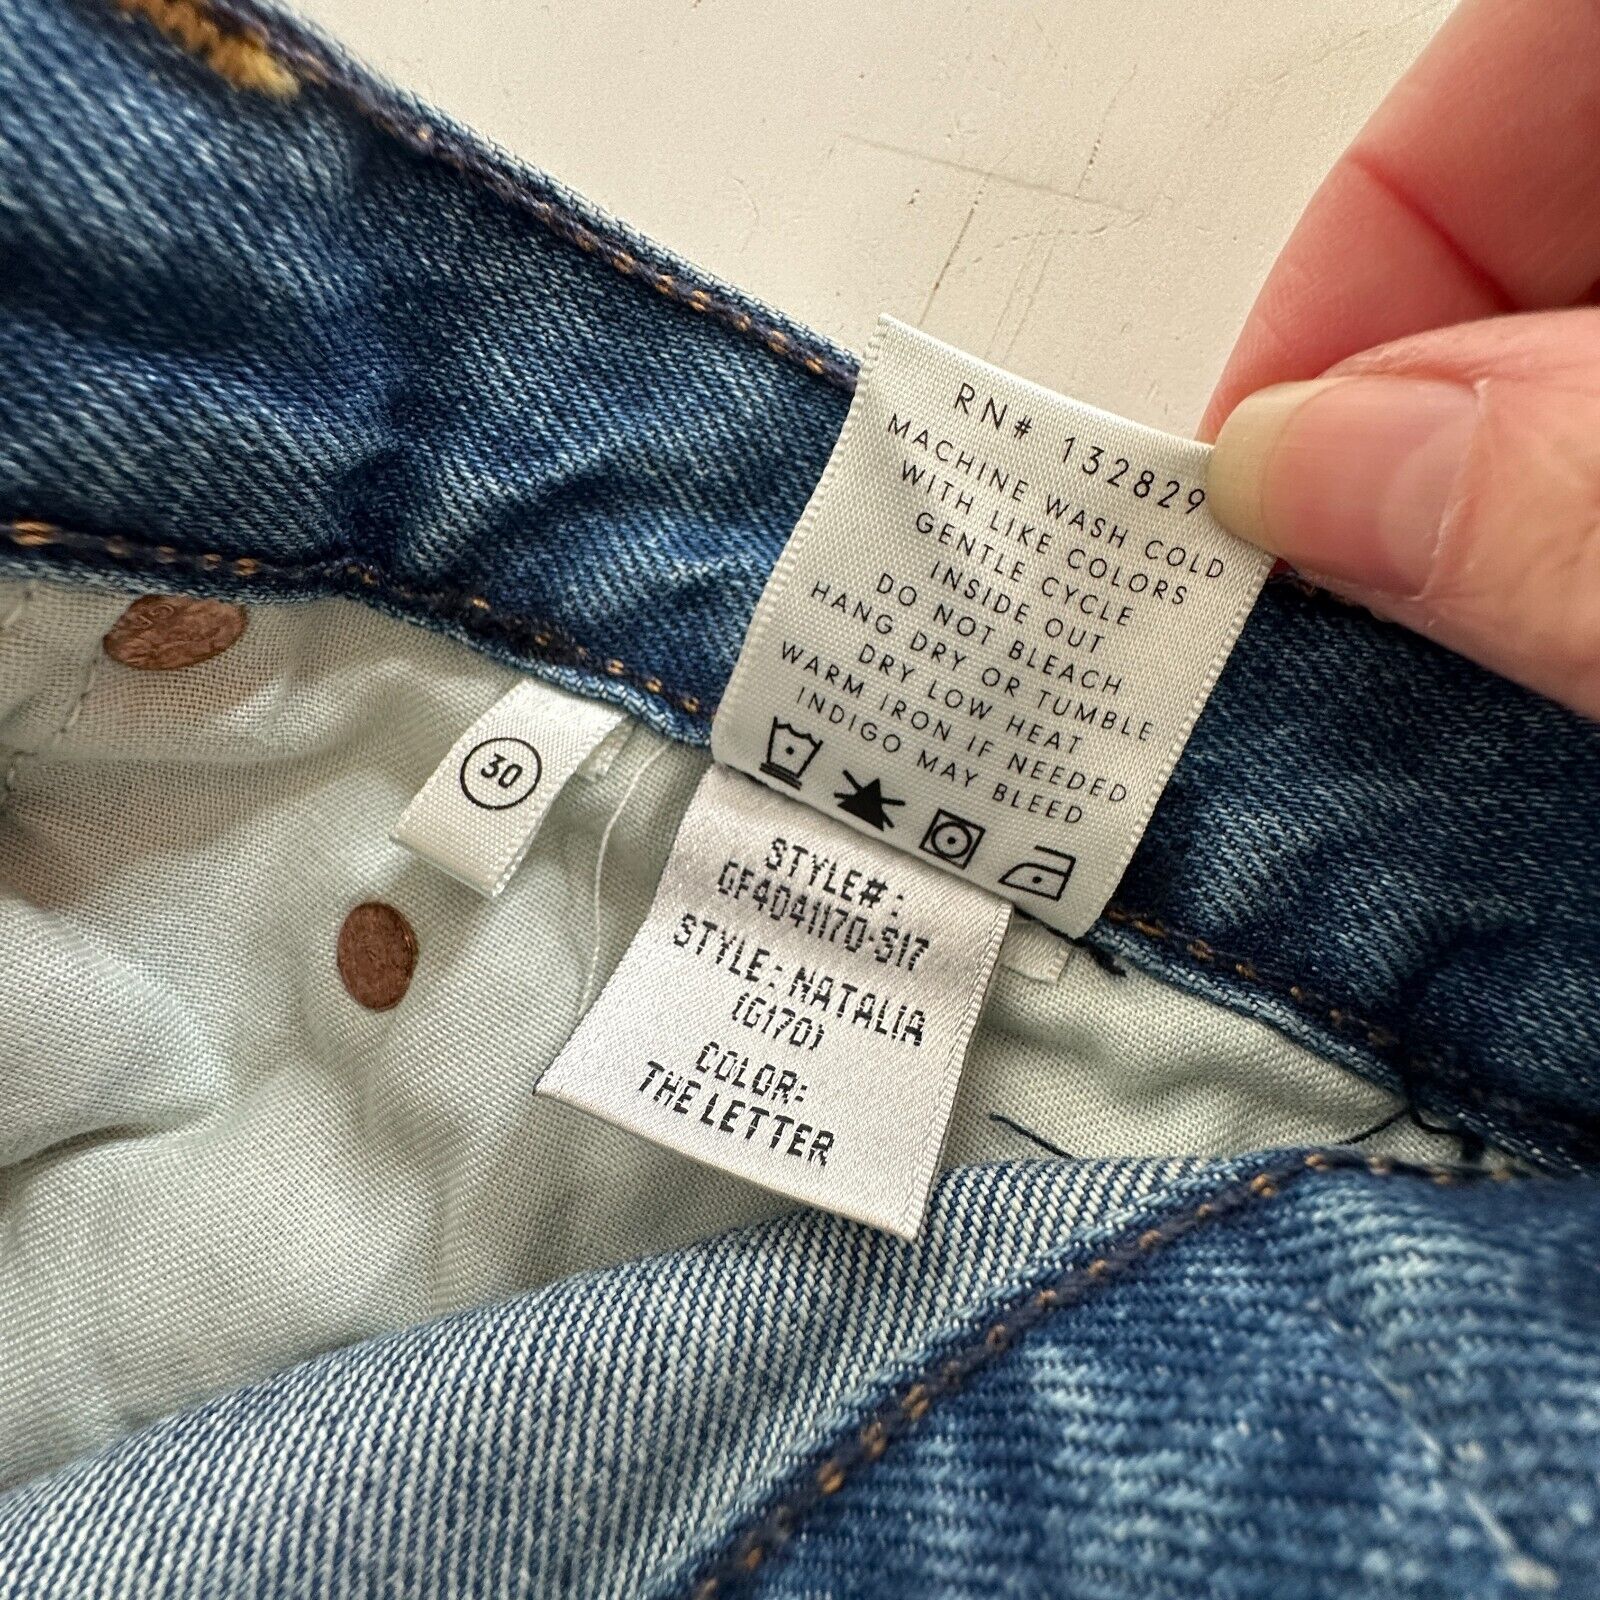 RN# 132829
MACHINE WASH COLD
WITH LIKE COLORS
GENTLE CYCLE
INSIDE OUT
DO NOT BLEACH
HANG DRY OR TUMBLE
DRY LOW HEAT
WARM IRON IF NEEDED
INDIGO MAY BLEED
30
STYLE# :
GF4041170-S17
STYLE : NATALIA
(G170)
COLOR:
THE LETTER